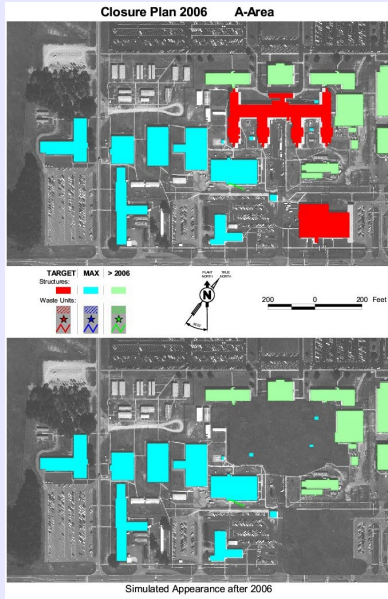 Closure Plan 2006 A-Area
TARGET MAX > 2006
Structures:
Waste Units:
PLANT NORTH TRUE NORTH
N
200 0 200 Feet
Simulated Appearance after 2006